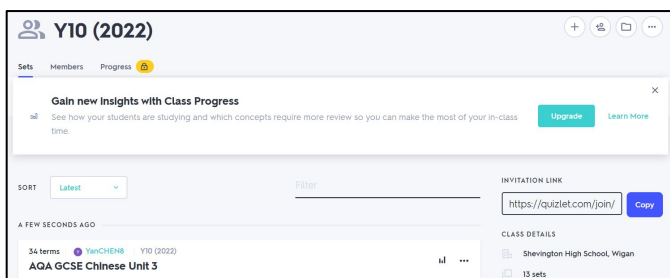 Y10 (2022)
Sets Members Progress
Gain new insights with Class Progress
See how your students are studying and which concepts require more review so you can make the most of your in-class
time.
Upgrade Learn More
SORT Latest Filter
INVITATION LINK
https://quizlet.com/join/ Copy
A FEW SECONDS AGO
CLASS DETAILS
34 terms YanCHEN8 Y10 (2022)
AQA GCSE Chinese Unit 3
Shevington High School, Wigan
13 sets